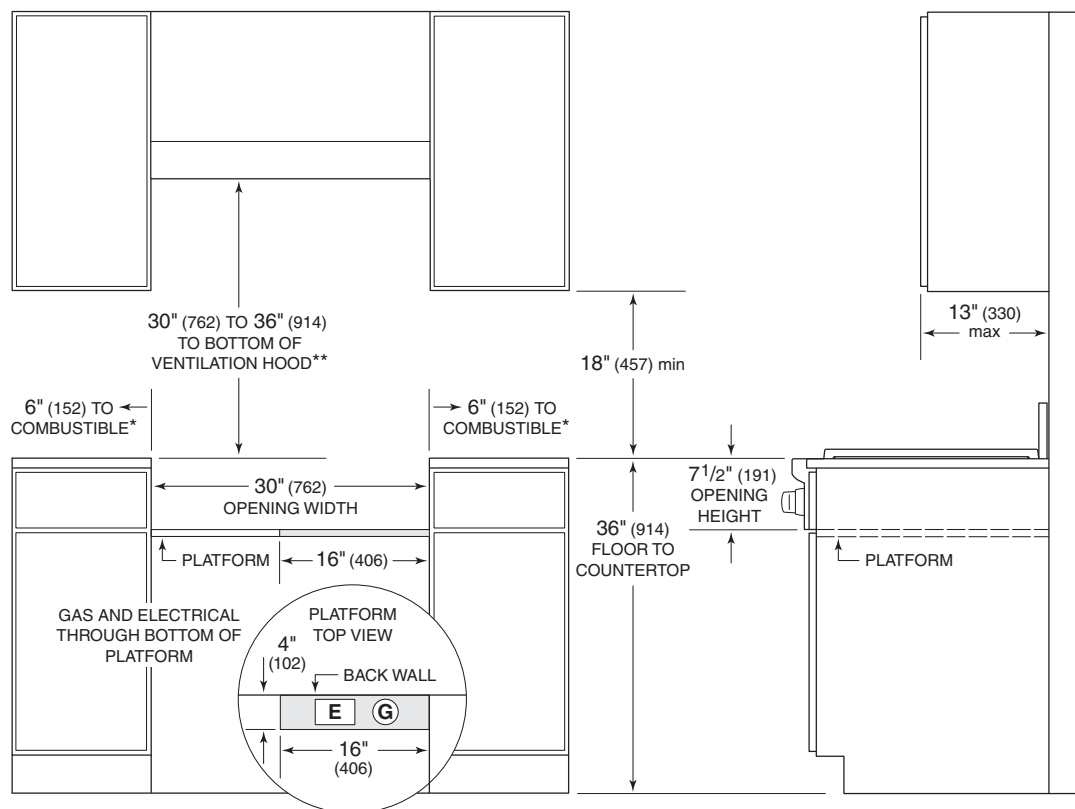 30" (762) TO 36" (914)
TO BOTTOM OF
VENTILATION HOOD**
13" (330)
max
18" (457) min
6" (152) TO
COMBUSTIBLE*
6" (152) TO
COMBUSTIBLE*
30" (762)
OPENING WIDTH
7 1/2" (191)
OPENING
HEIGHT
36" (914)
FLOOR TO
COUNTERTOP
PLATFORM
16" (406)
PLATFORM
GAS AND ELECTRICAL
THROUGH BOTTOM OF
PLATFORM
PLATFORM
TOP VIEW
4"
(102)
BACK WALL
E G
16"
(406)